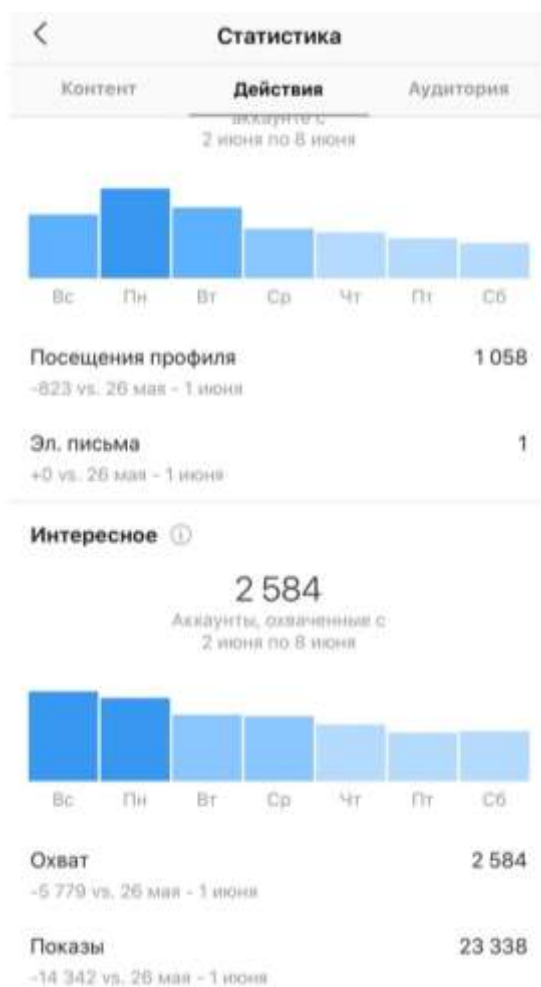 Статистика
Контент Действия Аудитория
аккаунте с
2 июня по 8 июня
Вс Пн Вт Ср Чт Пт Сб
Посещения профиля 1 058
-823 vs. 26 мая - 1 июня
Эл. письма 1
+0 vs. 26 мая - 1 июня
Интересное
2 584
Аккаунты, охваченные с
2 июня по 8 июня
Вс Пн Вт Ср Чт Пт Сб
Охват 2 584
-5 779 vs. 26 мая - 1 июня
Показы 23 338
-14 342 vs. 26 мая - 1 июня